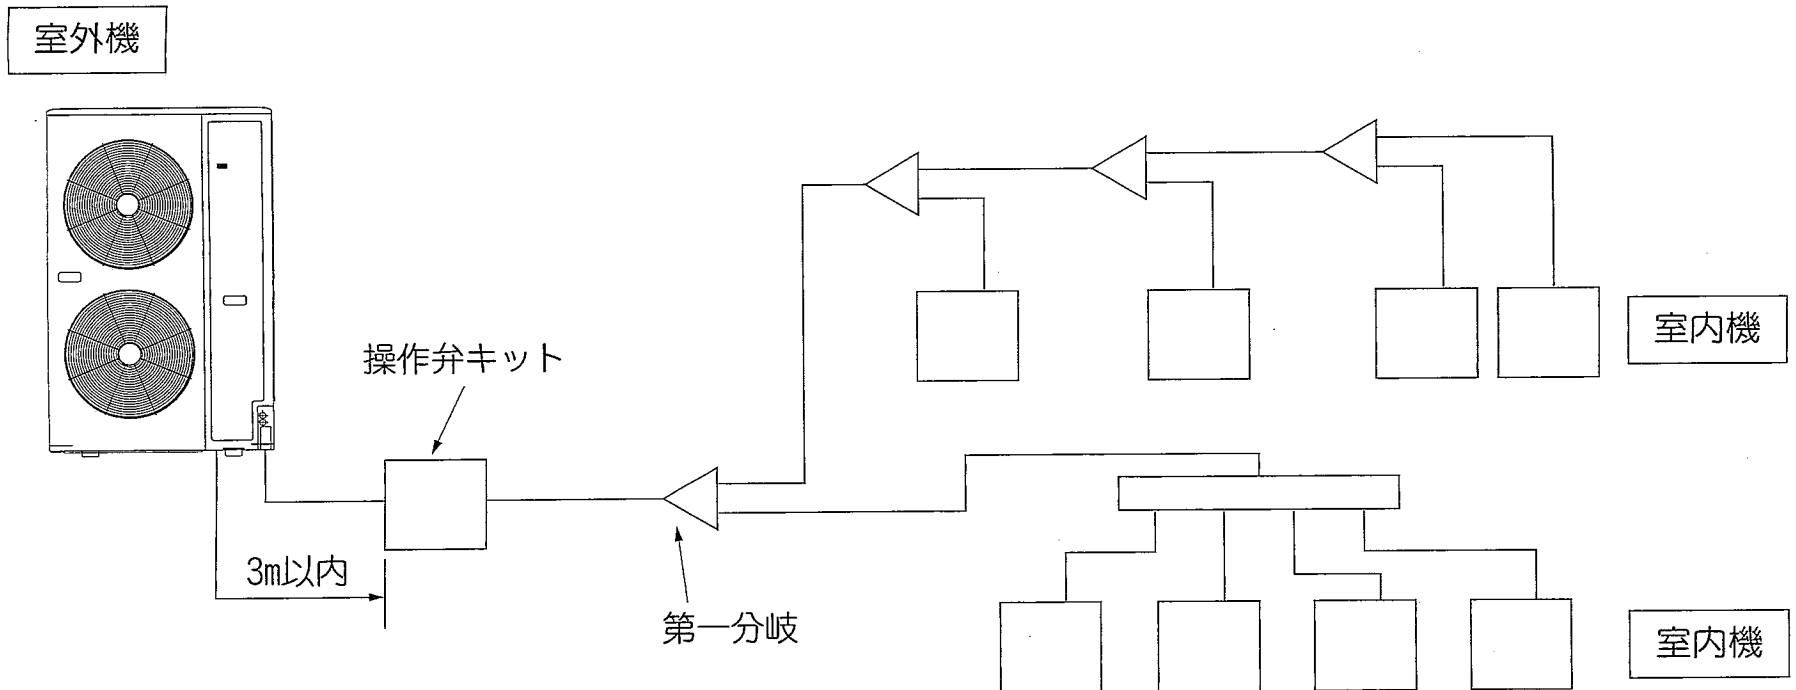 室外機
操作弁キット
室内機
3m以内
第一分岐
室内機